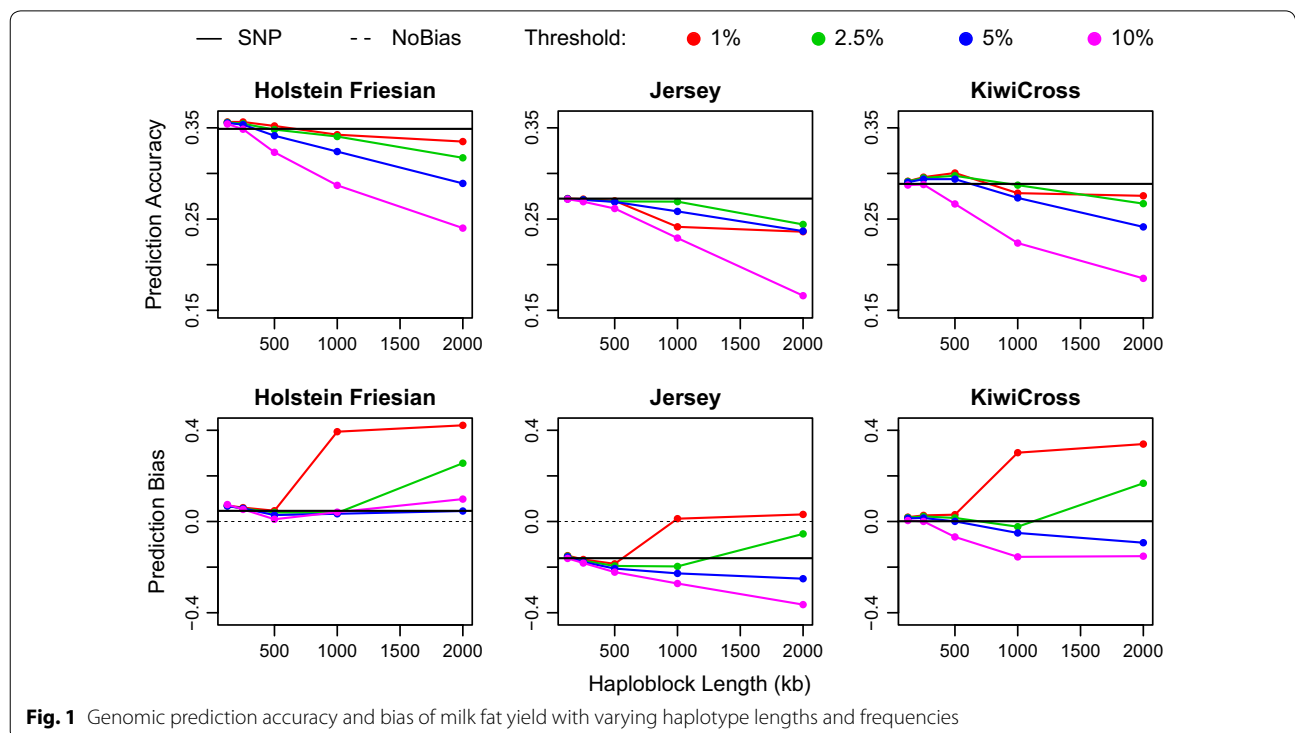 SNP NoBias Threshold: 1% 2.5% 5% 10%
Holstein Friesian Jersey KiwiCross
Prediction Accuracy
0.35 0.35 0.35
0.25 0.25 0.25
0.15 0.15 0.15
500 1000 1500 2000 500 1000 1500 2000 500 1000 1500 2000
Holstein Friesian Jersey KiwiCross
Prediction Bias
0.4 0.4 0.4
0.0 0.0 0.0
−0.4 −0.4 −0.4
500 1000 1500 2000 500 1000 1500 2000 500 1000 1500 2000
Haploblock Length (kb)
Fig. 1 Genomic prediction accuracy and bias of milk fat yield with varying haplotype lengths and frequencies